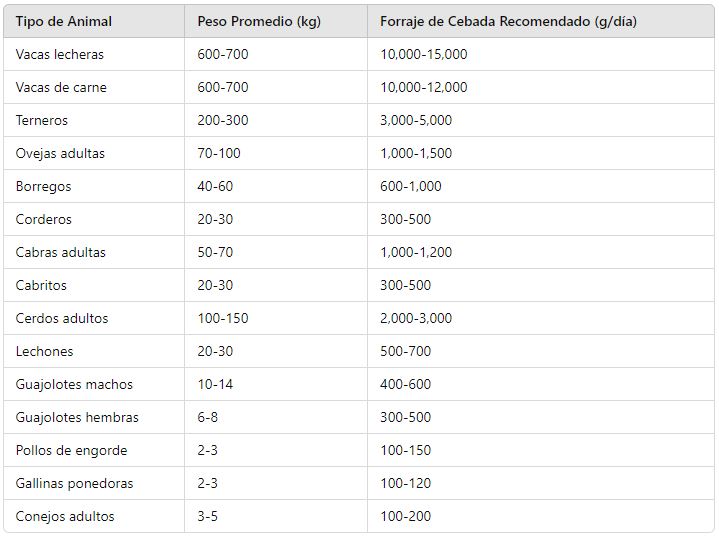 Tipo de Animal Peso Promedio (kg) Forraje de Cebada Recomendado (g/día)
Vacas lecheras 600-700 10,000-15,000
Vacas de carne 600-700 10,000-12,000
Terneros 200-300 3,000-5,000
Ovejas adultas 70-100 1,000-1,500
Borregos 40-60 600-1,000
Corderos 20-30 300-500
Cabras adultas 50-70 1,000-1,200
Cabritos 20-30 300-500
Cerdos adultos 100-150 2,000-3,000
Lechones 20-30 500-700
Guajolotes machos 10-14 400-600
Guajolotes hembras 6-8 300-500
Pollos de engorde 2-3 100-150
Gallinas ponedoras 2-3 100-120
Conejos adultos 3-5 100-200